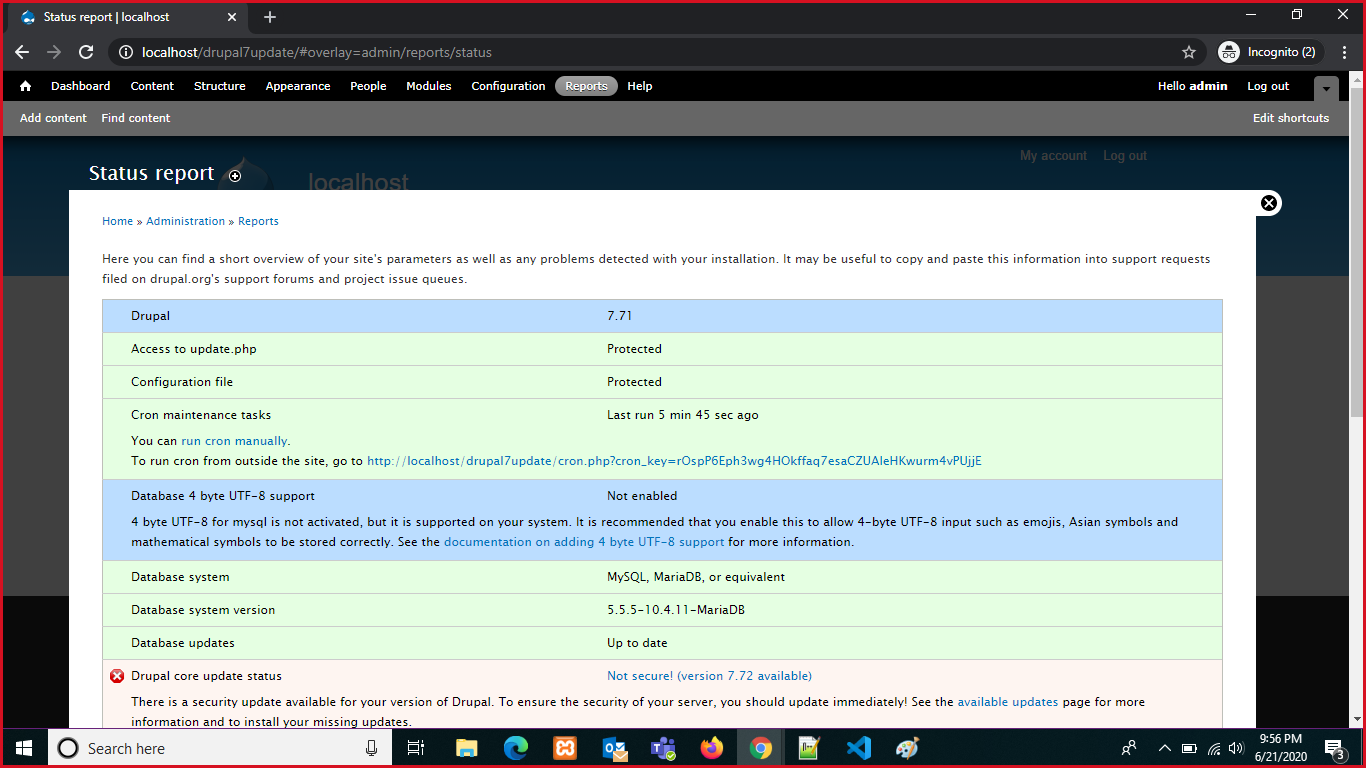 Status report | localhost
localhost/drupal7update/#overlay=admin/reports/status
Incognito (2)
Dashboard Content Structure Appearance People Modules Configuration Reports Help
Hello admin Log out
Add content Find content
Edit shortcuts
My account Log out
Status report
localhost
Home » Administration » Reports
Here you can find a short overview of your site's parameters as well as any problems detected with your installation. It may be useful to copy and paste this information into support requests
filed on drupal.org's support forums and project issue queues.
Drupal 7.71
Access to update.php Protected
Configuration file Protected
Cron maintenance tasks Last run 5 min 45 sec ago
You can run cron manually.
To run cron from outside the site, go to http://localhost/drupal7update/cron.php?cron_key=rOspP6Eph3wg4HOkffaq7esaCZUAleHKwurm4vPUjjE
Database 4 byte UTF-8 support Not enabled
4 byte UTF-8 for mysql is not activated, but it is supported on your system. It is recommended that you enable this to allow 4-byte UTF-8 input such as emojis, Asian symbols and
mathematical symbols to be stored correctly. See the documentation on adding 4 byte UTF-8 support for more information.
Database system MySQL, MariaDB, or equivalent
Database system version 5.5.5-10.4.11-MariaDB
Database updates Up to date
Drupal core update status Not secure! (version 7.72 available)
There is a security update available for your version of Drupal. To ensure the security of your server, you should update immediately! See the available updates page for more
information and to install your missing updates.
Search here
9:56 PM
6/21/2020
3